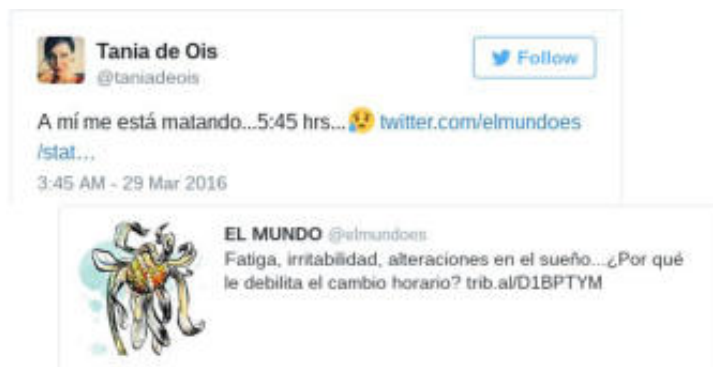 Tania de Ois
@taniadeois
Follow
A mí me está matando...5:45 hrs...😥 twitter.com/elmundoes
/stat…
3:45 AM - 29 Mar 2016
EL MUNDO @elmundoes
Fatiga, irritabilidad, alteraciones en el sueño...¿Por qué
le debilita el cambio horario? trib.al/D1BPTYM